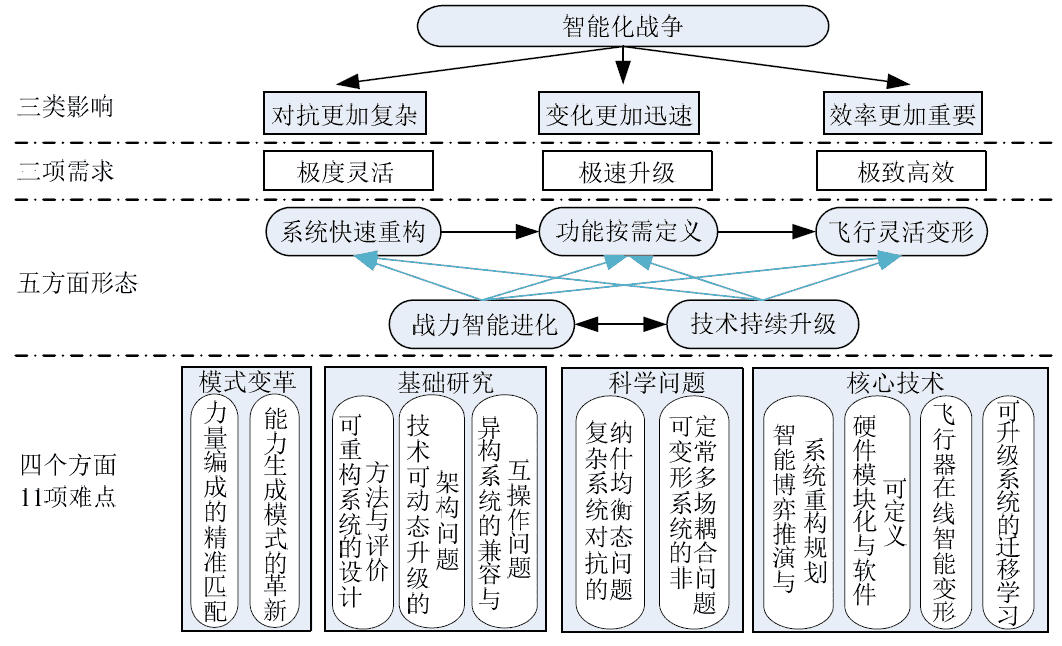 智能化战争
三类影响
对抗更加复杂
变化更加迅速
效率更加重要
三项需求
极度灵活
极速升级
极致高效
五方面形态
系统快速重构
功能按需定义
飞行灵活变形
战力智能进化
技术持续升级
四个方面
11项难点
模式变革
力量编成的精准匹配
能力生成模式的革新
基础研究
可重构系统的设计
方法与评价
技术可动态升级的
架构问题
异构系统的兼容与
互操作问题
科学问题
复杂系统对抗的
纳什均衡态问题
可变形系统的非
定常多场耦合问题
核心技术
智能博弈推演与
系统重构规划
硬件模块化与软件
可定义
飞行器在线智能变形
可升级系统的迁移学习